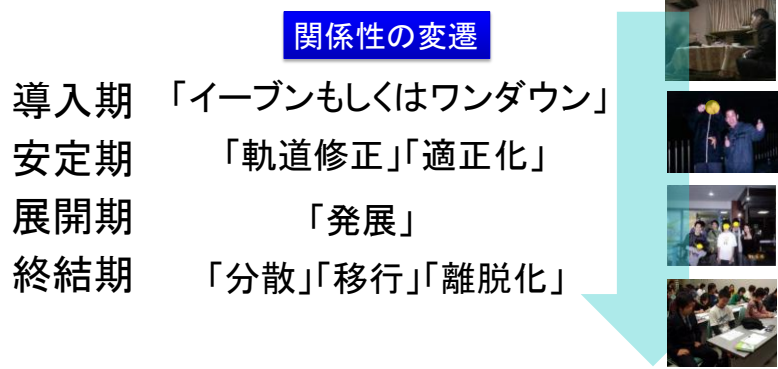 関係性の変遷
導入期 「イーブンもしくはワンダウン」
安定期 「軌道修正」「適正化」
展開期 「発展」
終結期 「分散」「移行」「離脱化」